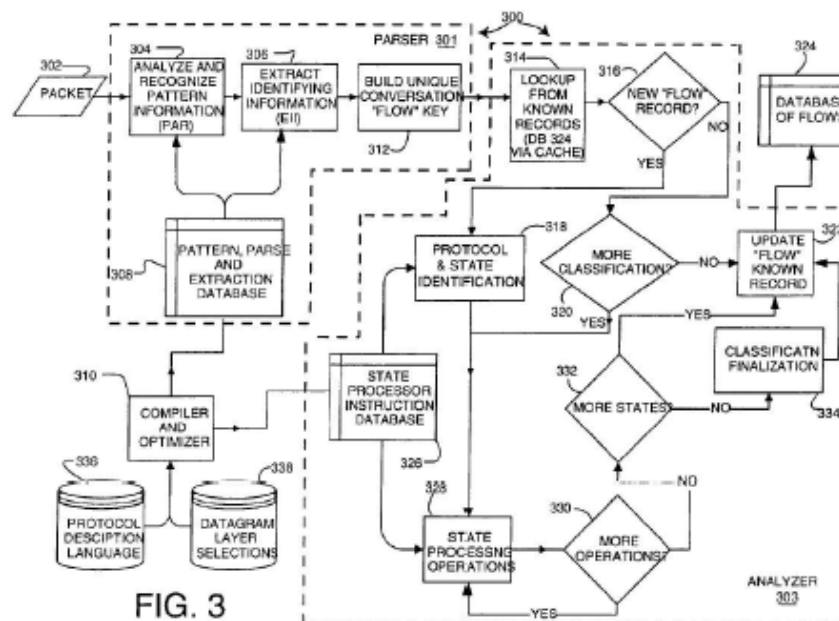 300
PARSER 301
302
PACKET
304
ANALYZE AND
RECOGNIZE
PATTERN
INFORMATION
(PAR)
306
EXTRACT
IDENTIFYING
INFORMATION
(EII)
BUILD UNIQUE
CONVERSATION
"FLOW" KEY
312
314
LOOKUP
FROM
KNOWN
RECORDS
(DB 324
VIA CACHE)
316
NEW "FLOW"
RECORD?
NO
YES
324
DATABASE
OF FLOWS
308
PATTERN, PARSE
AND
EXTRACTION
DATABASE
318
PROTOCOL
& STATE
IDENTIFICATION
MORE
CLASSIFICATION?
320
NO
YES
UPDATE
"FLOW"
KNOWN
RECORD
YES
310
COMPILER
AND
OPTIMIZER
STATE
PROCESSOR
INSTRUCTION
DATABASE
326
332
MORE STATES?
NO
CLASSIFICATN
FINALIZATION
334
336
PROTOCOL
DESCIPTION
LANGUAGE
338
DATAGRAM
LAYER
SELECTIONS
328
STATE
PROCESSNG
OPERATIONS
330
MORE
OPERATIONS?
NO
YES
ANALYZER
303
FIG. 3